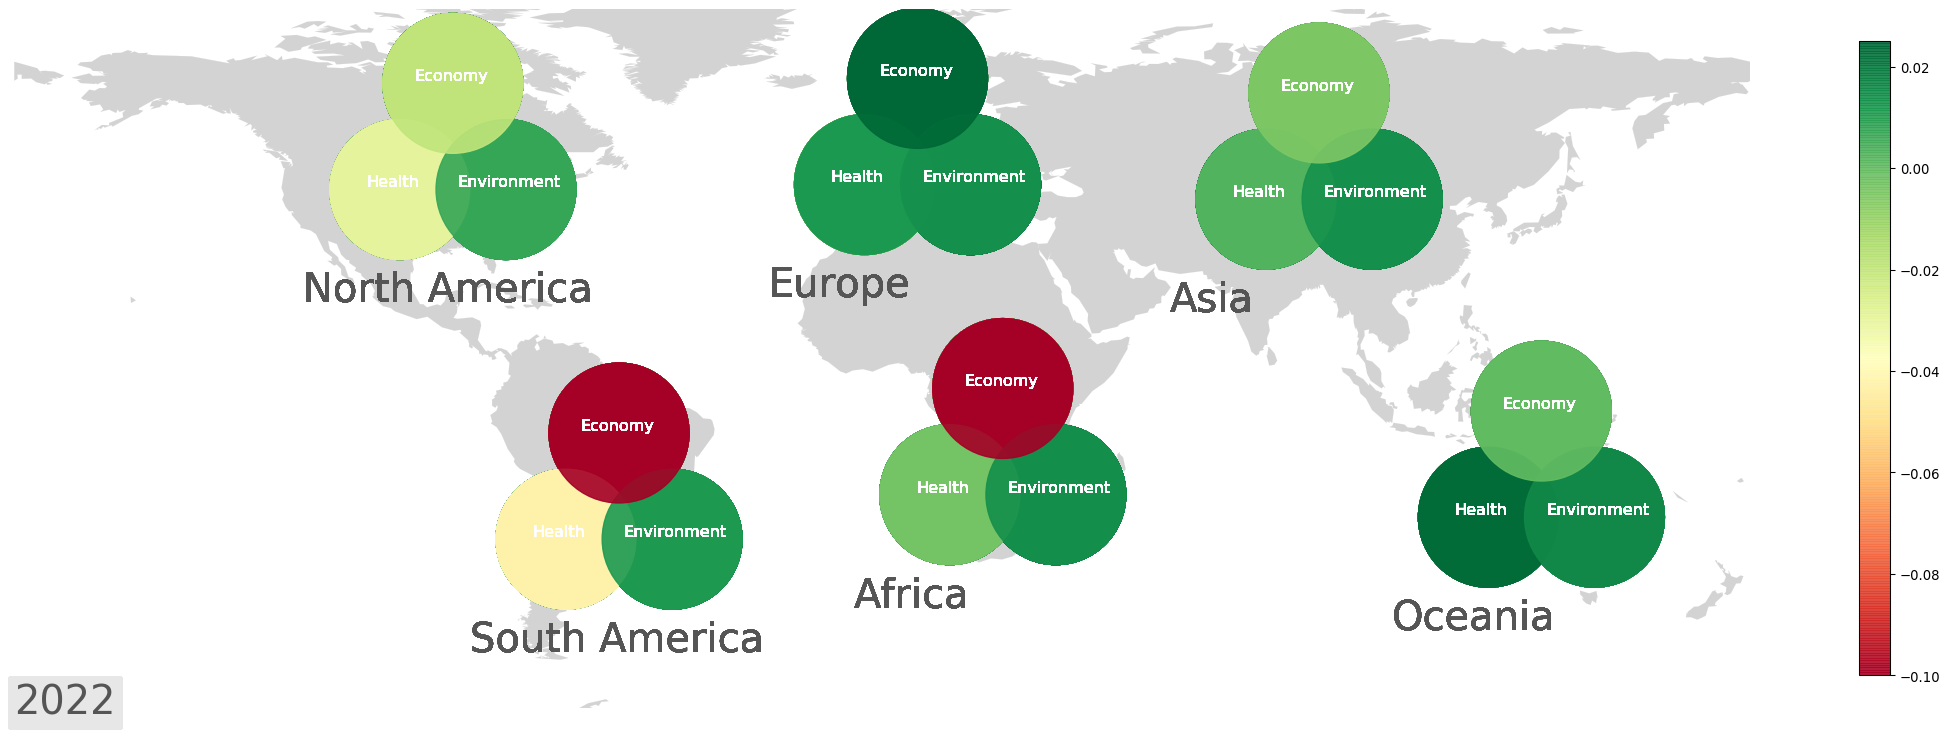 Economy
Health
Environment
North America
Economy
Health
Environment
Europe
Economy
Health
Environment
Asia
Economy
Health
Environment
South America
Economy
Health
Environment
Africa
Economy
Health
Environment
Oceania
2022
0.02
0.00
−0.02
−0.04
−0.06
−0.08
−0.10